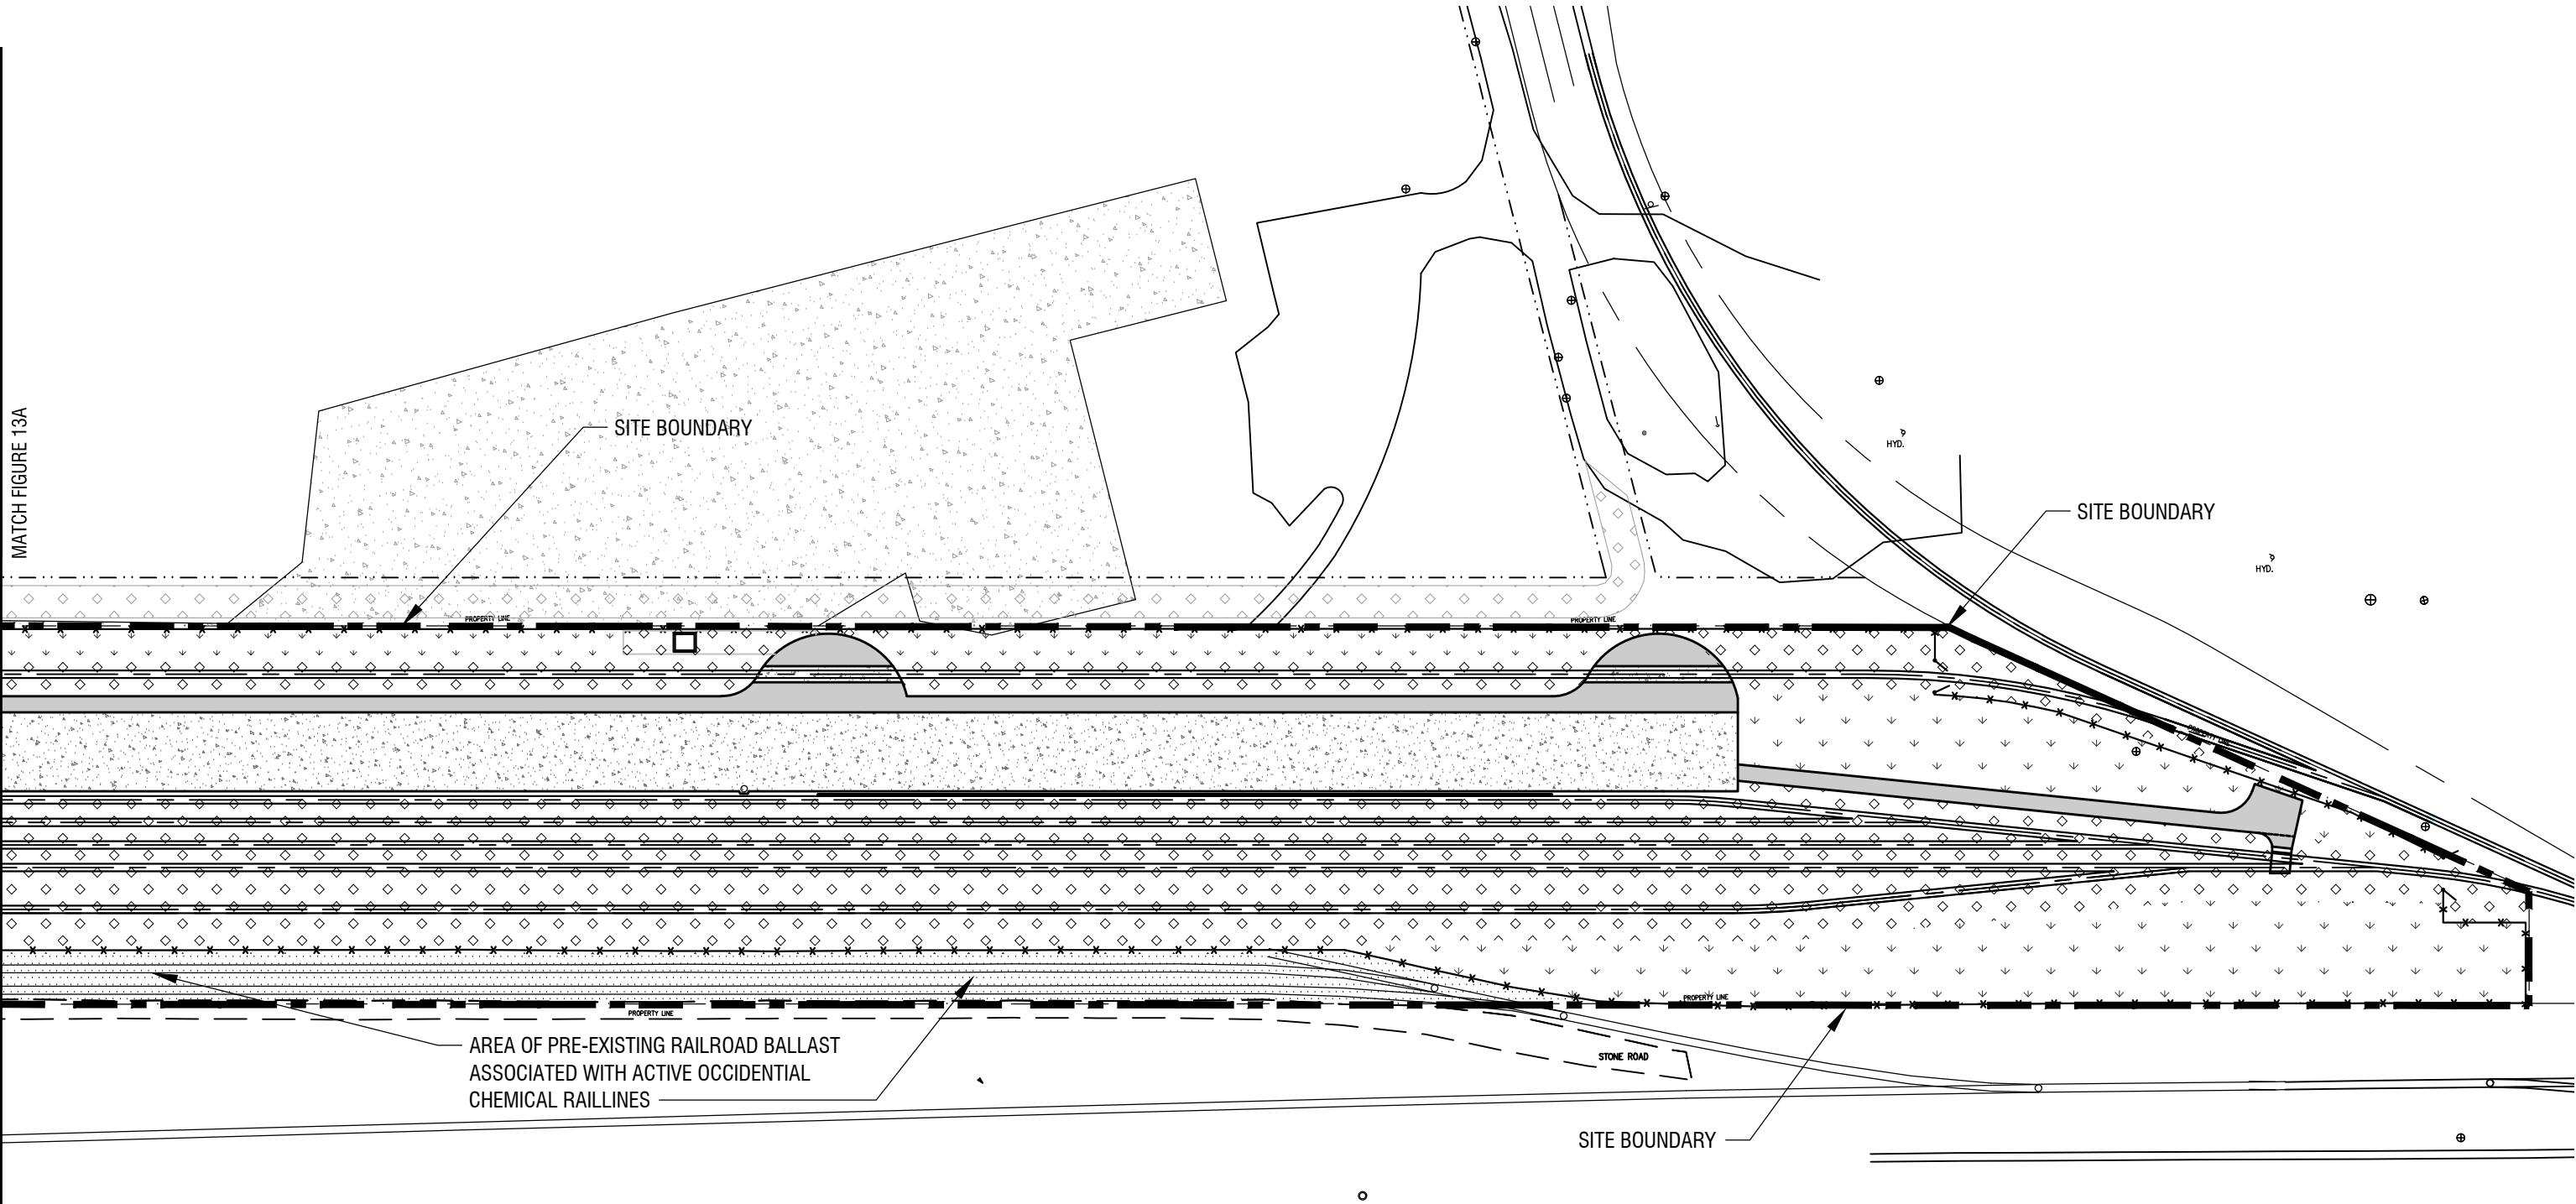 MATCH FIGURE 13A
SITE BOUNDARY
HYD.
SITE BOUNDARY
HYD.
PROPERTY LINE
PROPERTY LINE
PROPERTY LINE
PROPERTY LINE
PROPERTY LINE
AREA OF PRE-EXISTING RAILROAD BALLAST
ASSOCIATED WITH ACTIVE OCCIDENTIAL
CHEMICAL RAILLINES
STONE ROAD
SITE BOUNDARY